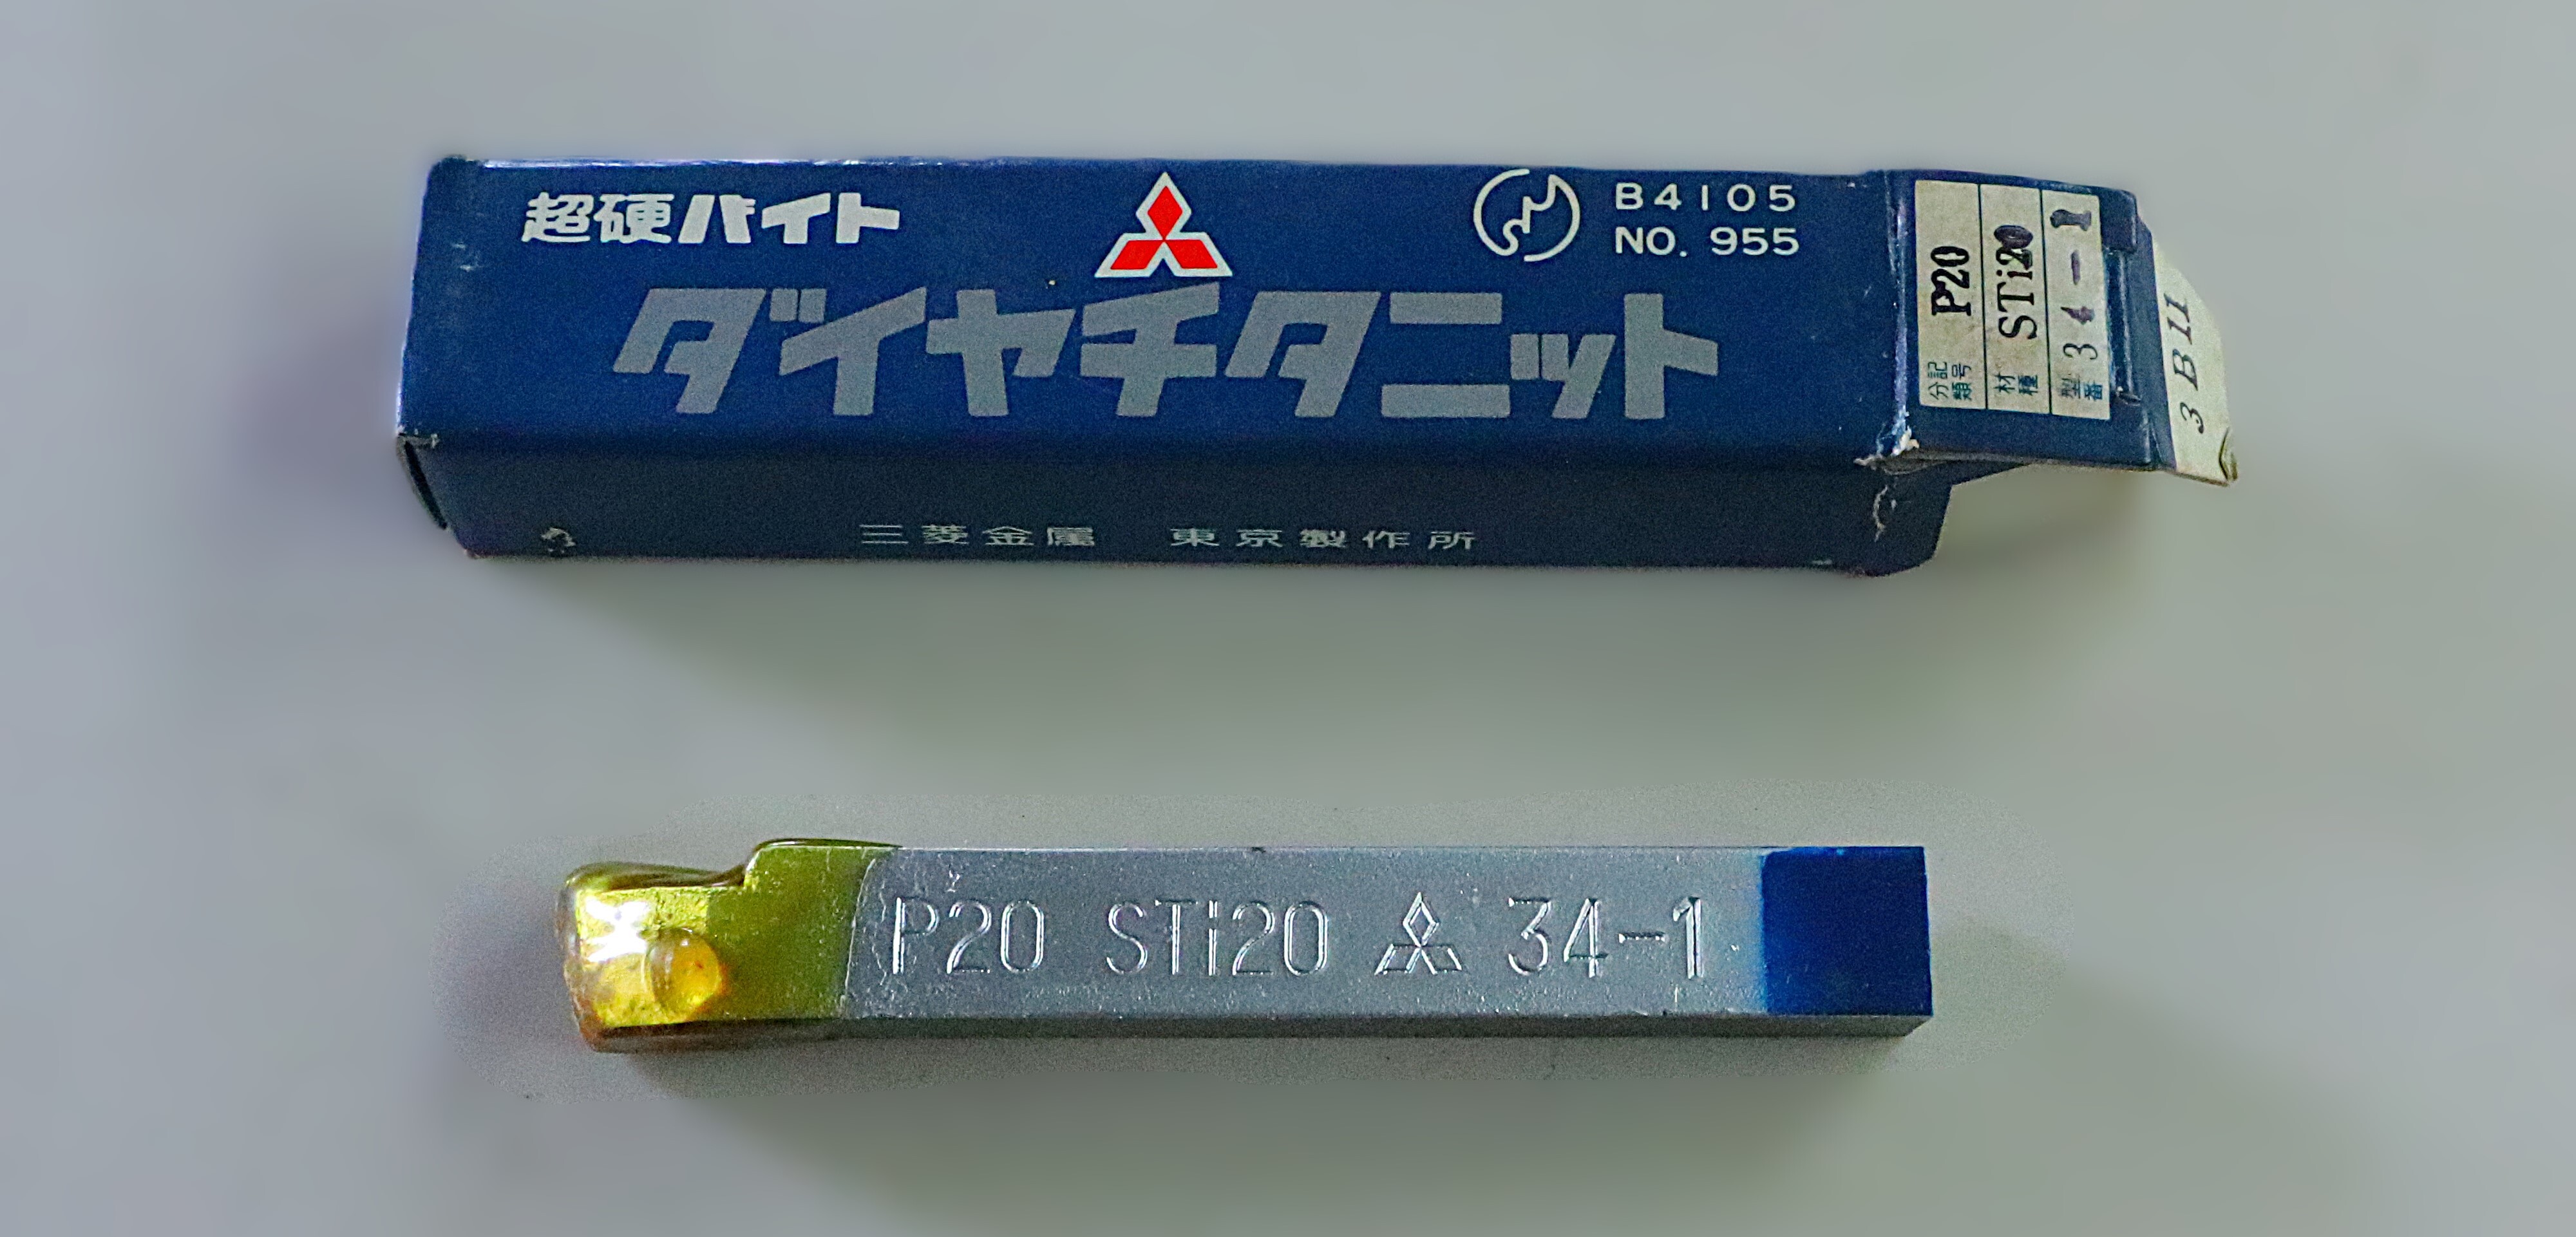 超硬バイト
B4105
NO. 955
ダイヤチタニット
三菱金属 東京製作所
分類記号 P20
材種 STi20
型番 34-1
3B11
P20 STi20 34-1